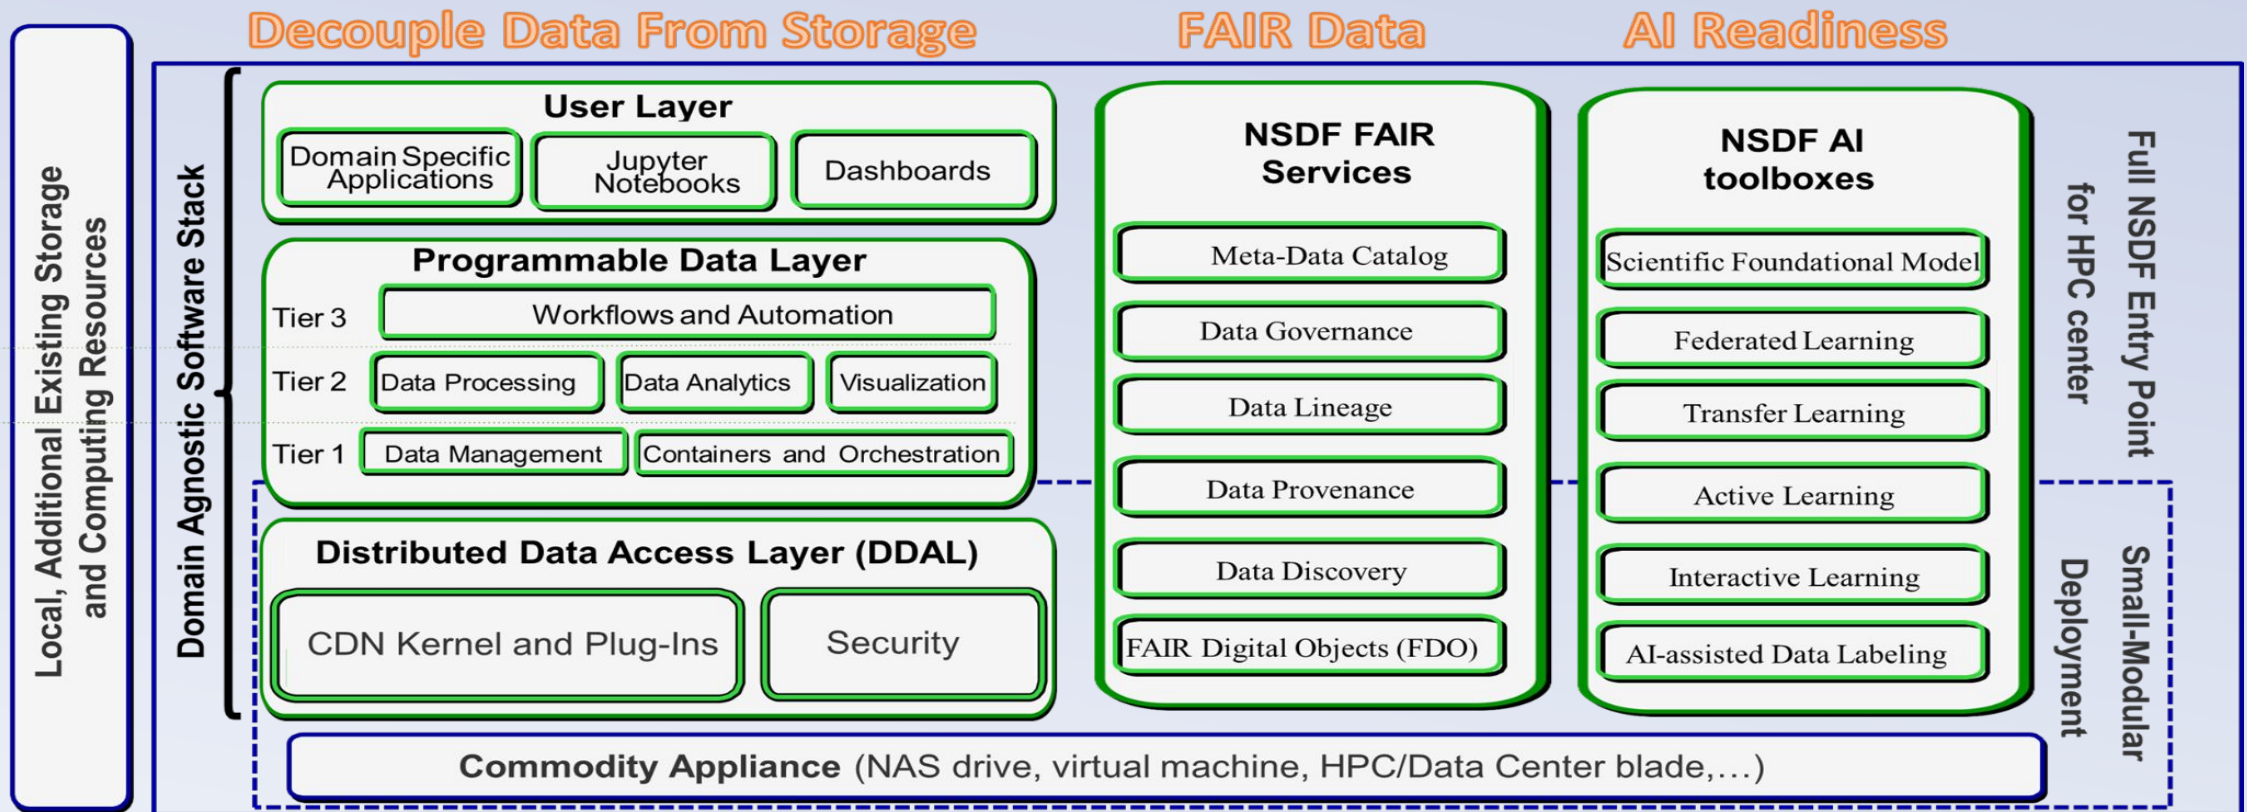 Decouple Data From Storage
FAIR Data
AI Readiness
Local, Additional Existing Storage
and Computing Resources
Domain Agnostic Software Stack
User Layer
Domain Specific
Applications
Jupyter
Notebooks
Dashboards
Programmable Data Layer
Tier 3
Workflows and Automation
Tier 2
Data Processing
Data Analytics
Visualization
Tier 1
Data Management
Containers and Orchestration
Distributed Data Access Layer (DDAL)
CDN Kernel and Plug-Ins
Security
NSDF FAIR
Services
Meta-Data Catalog
Data Governance
Data Lineage
Data Provenance
Data Discovery
FAIR Digital Objects (FDO)
NSDF AI
toolboxes
Scientific Foundational Model
Federated Learning
Transfer Learning
Active Learning
Interactive Learning
AI-assisted Data Labeling
Full NSDF Entry Point
for HPC center
Small-Modular
Deployment
Commodity Appliance (NAS drive, virtual machine, HPC/Data Center blade,...)